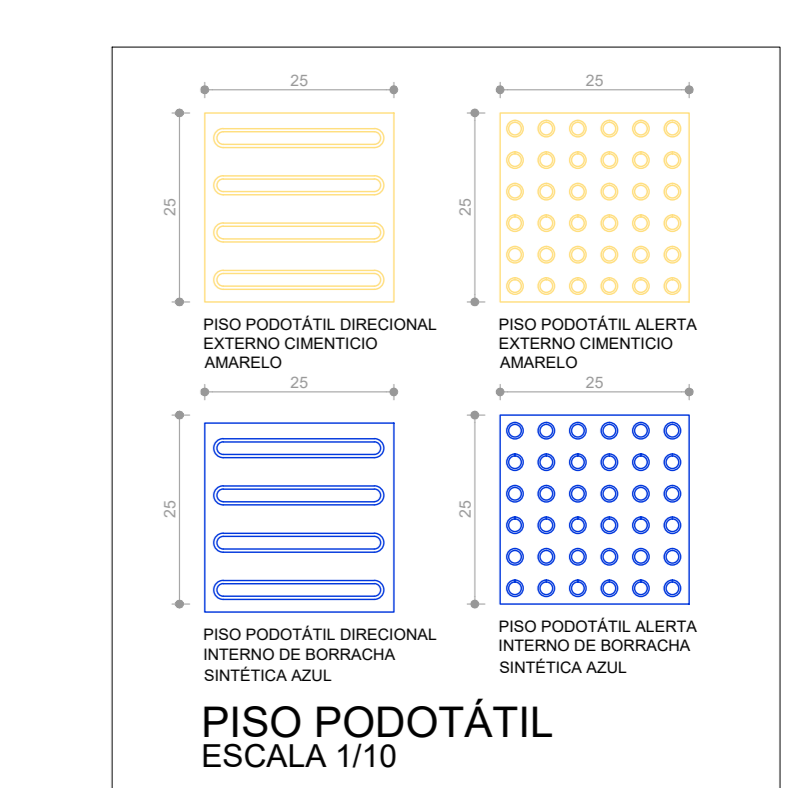 25
25
25
25
PISO PODOTÁTIL DIRECIONAL
EXTERNO CIMENTICIO
AMARELO
PISO PODOTÁTIL ALERTA
EXTERNO CIMENTICIO
AMARELO
25
25
25
25
PISO PODOTÁTIL DIRECIONAL
INTERNO DE BORRACHA
SINTÉTICA AZUL
PISO PODOTÁTIL ALERTA
INTERNO DE BORRACHA
SINTÉTICA AZUL
PISO PODOTÁTIL
ESCALA 1/10